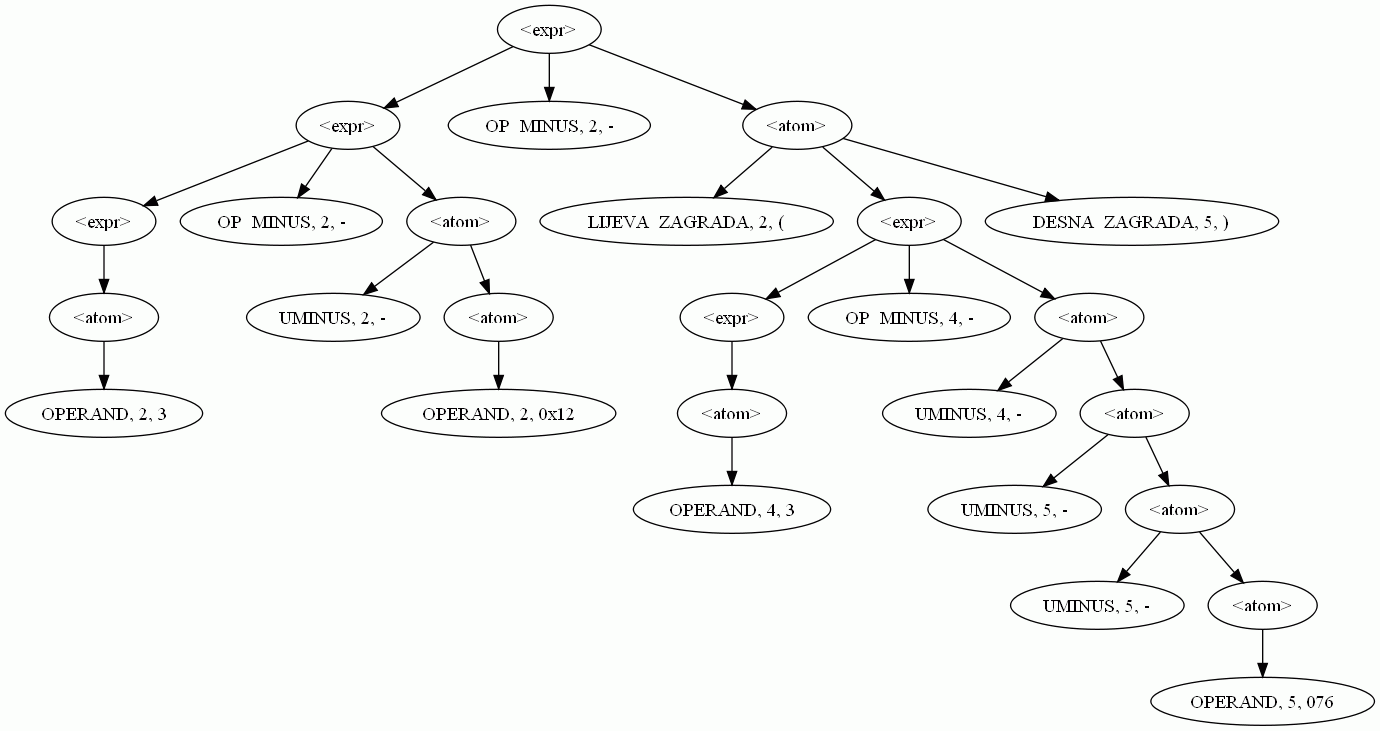 <expr>
<expr>
OP MINUS, 2, -
<atom>
<expr>
OP MINUS, 2, -
<atom>
LIJEVA ZAGRADA, 2, (
<expr>
DESNA ZAGRADA, 5, )
<atom>
UMINUS, 2, -
<atom>
<expr>
OP MINUS, 4, -
<atom>
OPERAND, 2, 3
OPERAND, 2, 0x12
<atom>
UMINUS, 4, -
<atom>
OPERAND, 4, 3
UMINUS, 5, -
<atom>
UMINUS, 5, -
<atom>
OPERAND, 5, 076